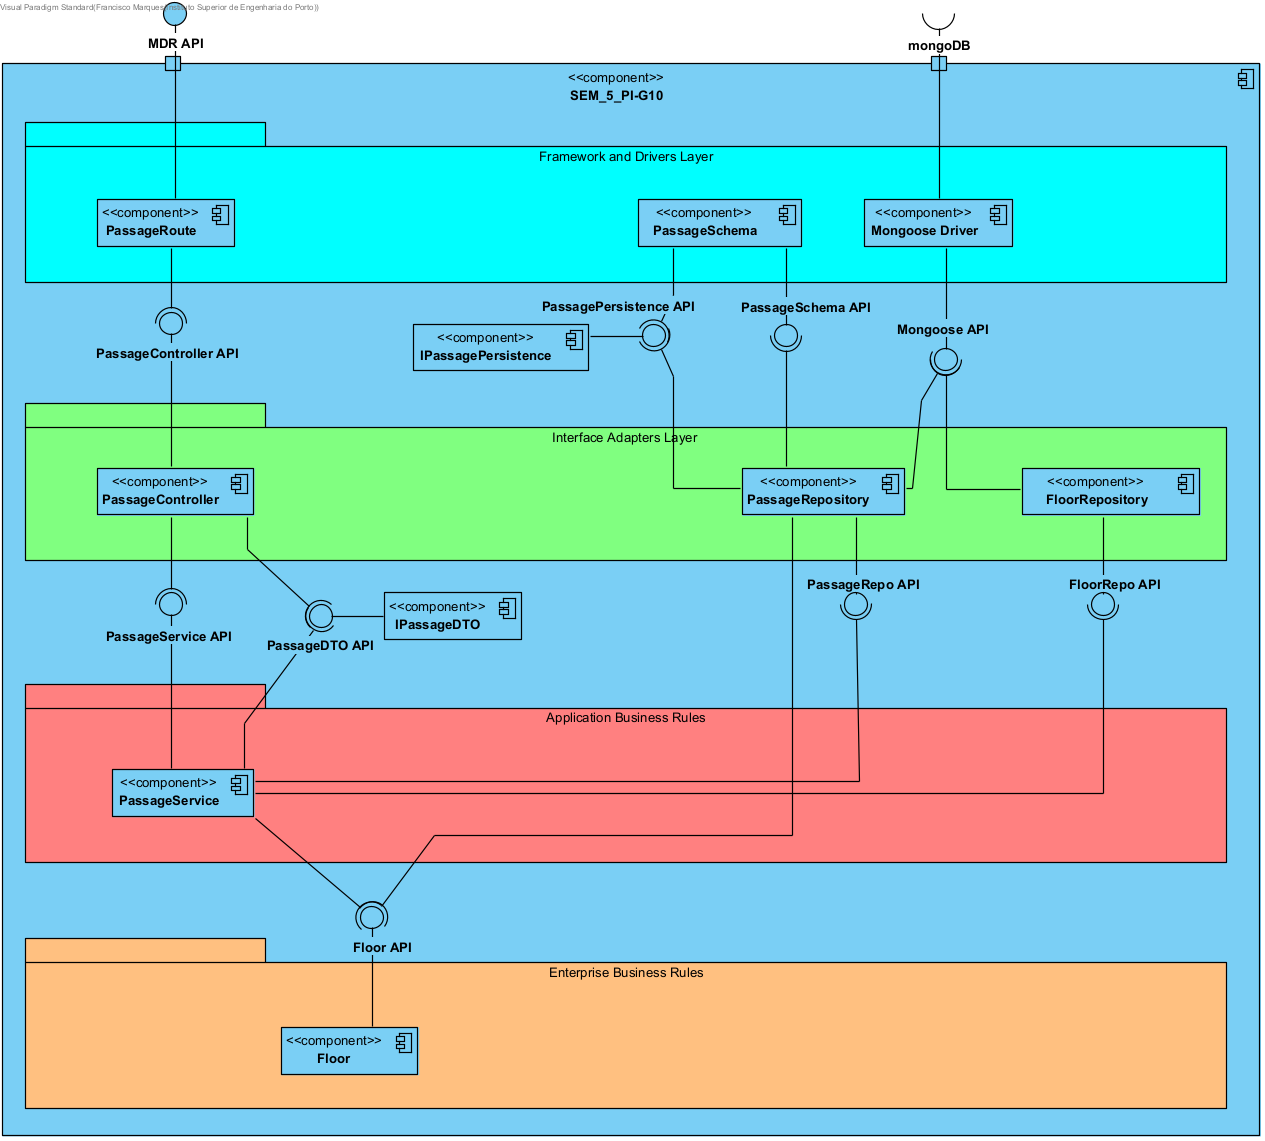 Visual Paradigm Standard(Francisco Marques(Instituto Superior de Engenharia do Porto))
MDR API
mongoDB
<<component>>
SEM_5_PI-G10
Framework and Drivers Layer
<<component>>
PassageRoute
<<component>>
PassageSchema
<<component>>
Mongoose Driver
PassagePersistence API
PassageSchema API
Mongoose API
<<component>>
IPassagePersistence
PassageController API
Interface Adapters Layer
<<component>>
PassageController
<<component>>
PassageRepository
<<component>>
FloorRepository
PassageRepo API
FloorRepo API
<<component>>
IPassageDTO
PassageService API
PassageDTO API
Application Business Rules
<<component>>
PassageService
Floor API
Enterprise Business Rules
<<component>>
Floor